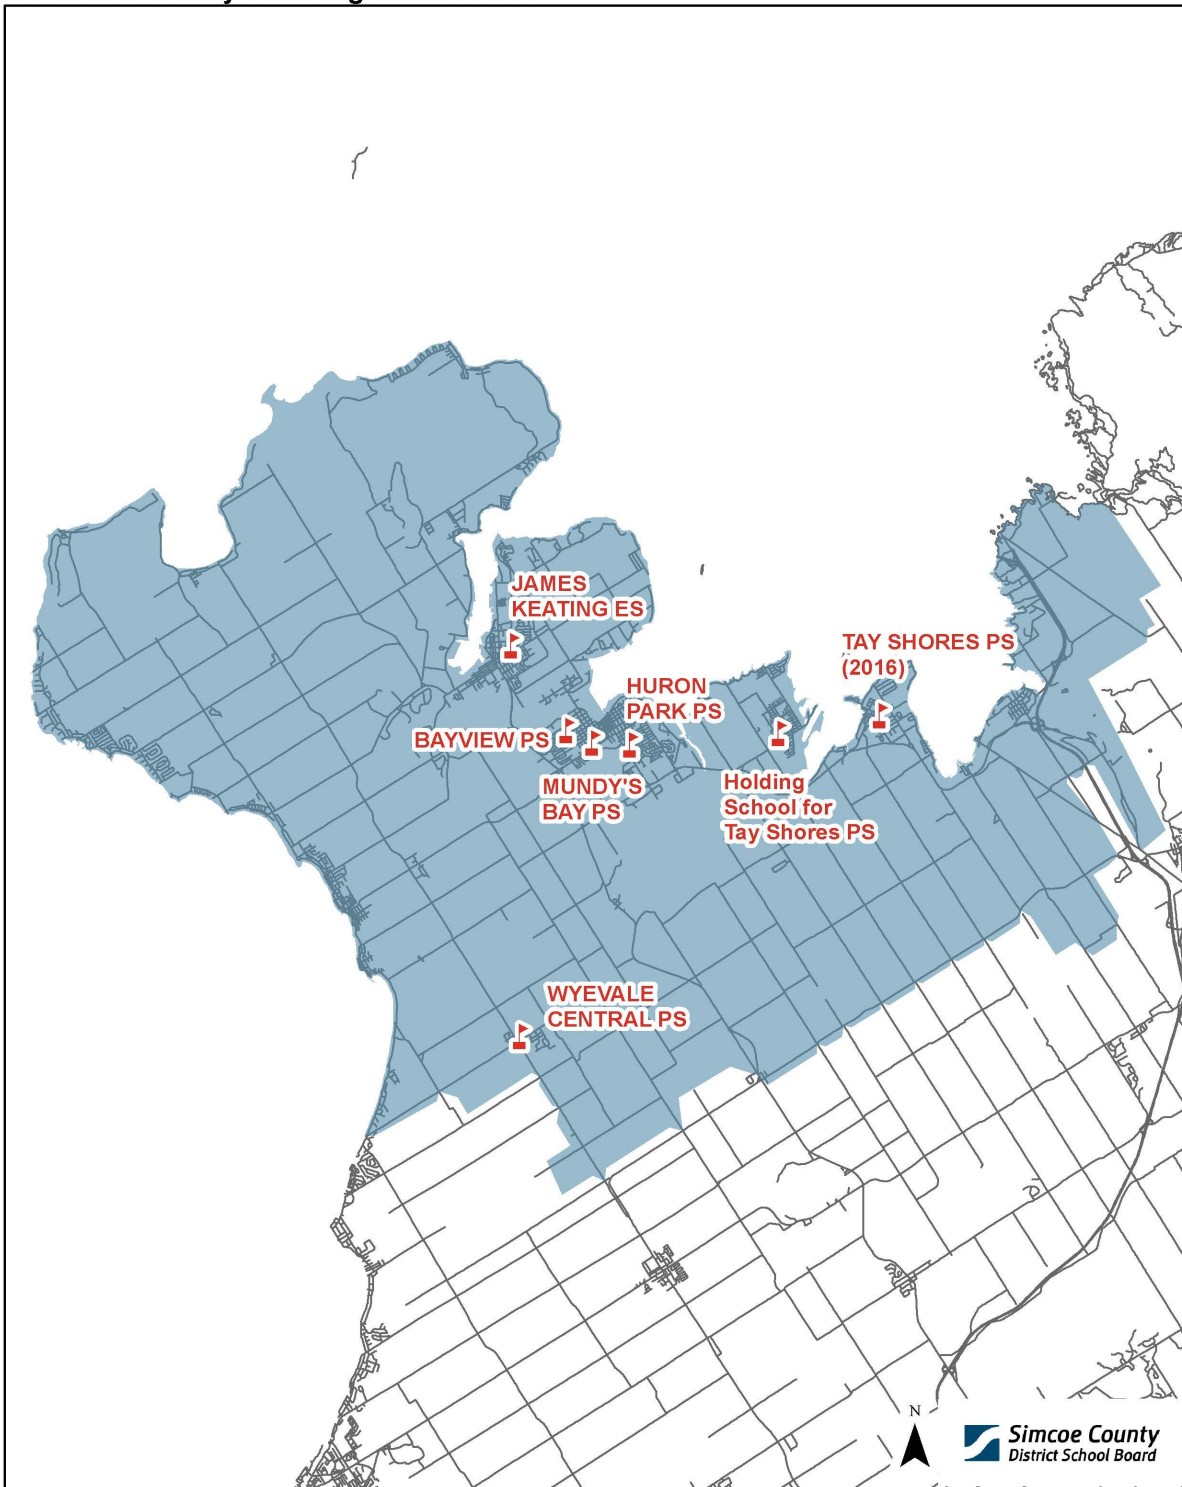 JAMES
KEATING ES
TAY SHORES PS
(2016)
HURON
PARK PS
BAYVIEW PS
MUNDY'S
BAY PS
Holding
School for
Tay Shores PS
WYEVALE
CENTRAL PS
N
Simcoe County
District School Board